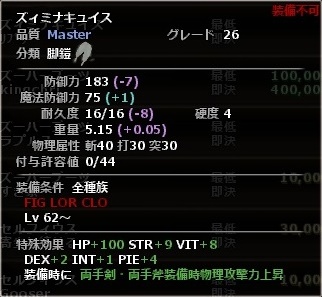 ズィミナキュイス
装備不可
品質 Master グレード 26
分類 脚鎧
防御力 183 (-7)
魔法防御力 75 (+1)
耐久度 16/16 (-8) 硬度 4
重量 5.15 (+0.05)
物理属性 斬40 打30 突30
付与許容値 0/44
装備条件 全種族
FIG LOR CLO
Lv 62〜
特殊効果 HP+100 STR+9 VIT+8
DEX+2 INT+1 PIE+4
装備時に 両手剣・両手斧装備時物理攻撃力上昇